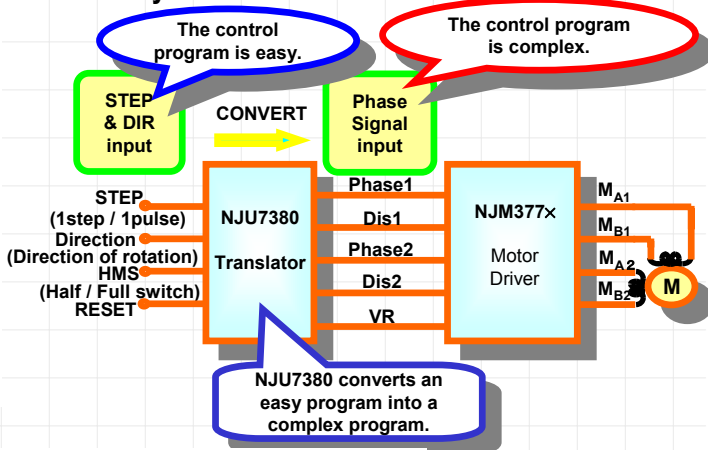 The control
program is easy.
The control program
is complex.
STEP
& DIR
input
CONVERT
Phase
Signal
input
STEP
(1step / 1pulse)
Direction
(Direction of rotation)
HMS
(Half / Full switch)
RESET
NJU7380
Translator
Phase1
Dis1
Phase2
Dis2
VR
NJM377×
Motor
Driver
MA1
MB1
MA2
MB2
M
NJU7380 converts an
easy program into a
complex program.